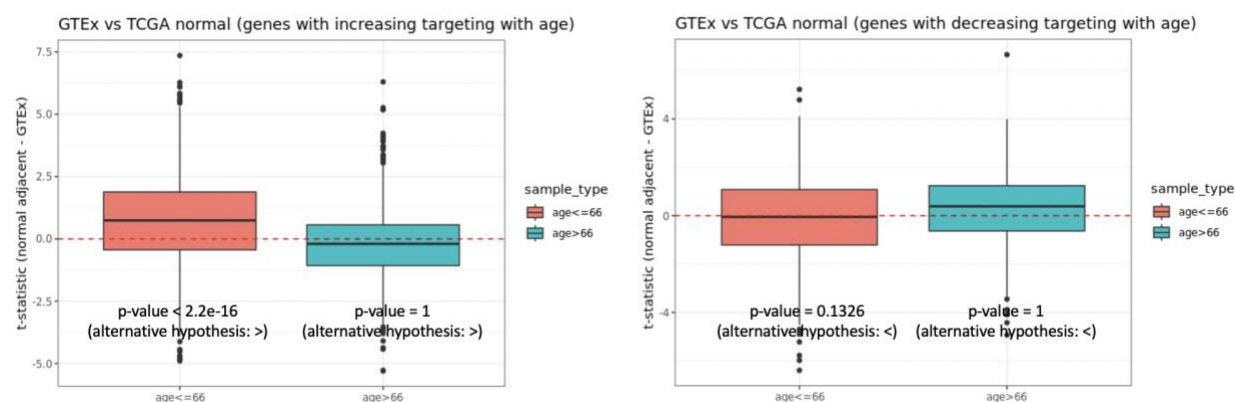 GTEx vs TCGA normal (genes with increasing targeting with age)
t-statistic (normal adjacent - GTEx)
7.5
5.0
2.5
0.0
-2.5
-5.0
p-value < 2.2e-16
(alternative hypothesis: >)
p-value = 1
(alternative hypothesis: >)
age<=66
age>66
sample_type
age<=66
age>66
GTEx vs TCGA normal (genes with decreasing targeting with age)
t-statistic (normal adjacent - GTEx)
4
0
-4
p-value = 0.1326
(alternative hypothesis: <)
p-value = 1
(alternative hypothesis: <)
age<=66
age>66
sample_type
age<=66
age>66